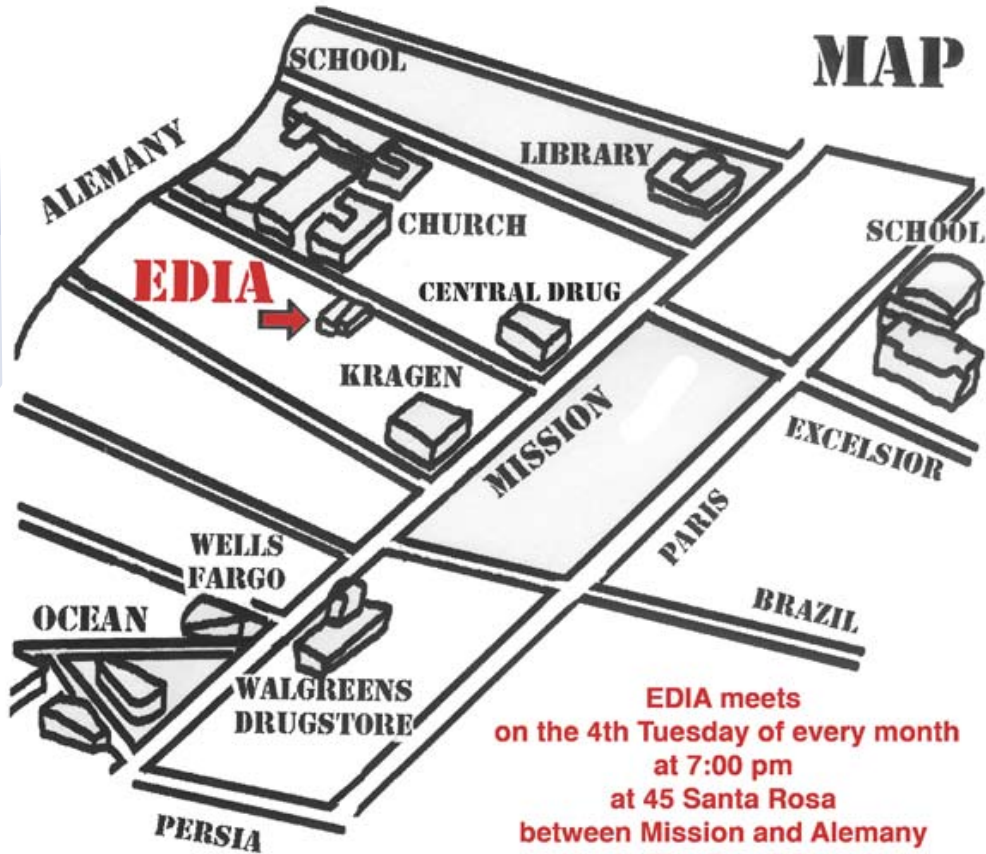 MAP
SCHOOL
ALEMANY
LIBRARY
CHURCH
SCHOOL
EDIA
CENTRAL DRUG
KRAGEN
MISSION
EXCELSIOR
PARIS
WELLS
FARGO
BRAZIL
OCEAN
WALGREENS
DRUGSTORE
PERSIA
EDIA meets
on the 4th Tuesday of every month
at 7:00 pm
at 45 Santa Rosa
between Mission and Alemany